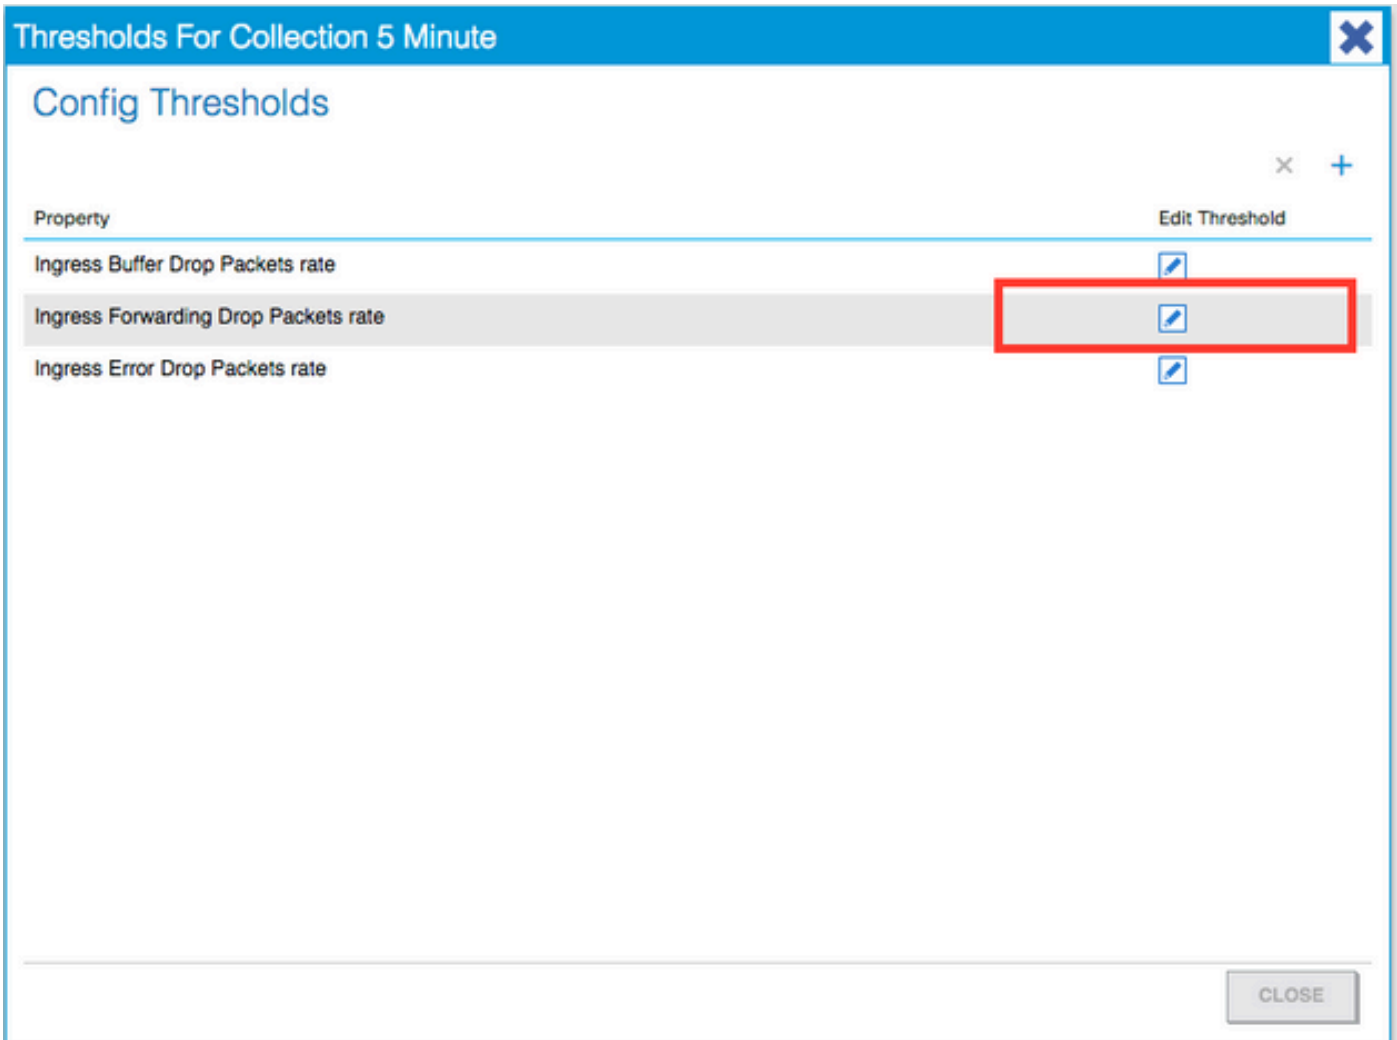 Thresholds For Collection 5 Minute
Config Thresholds
Property Edit Threshold
Ingress Buffer Drop Packets rate
Ingress Forwarding Drop Packets rate
Ingress Error Drop Packets rate
CLOSE